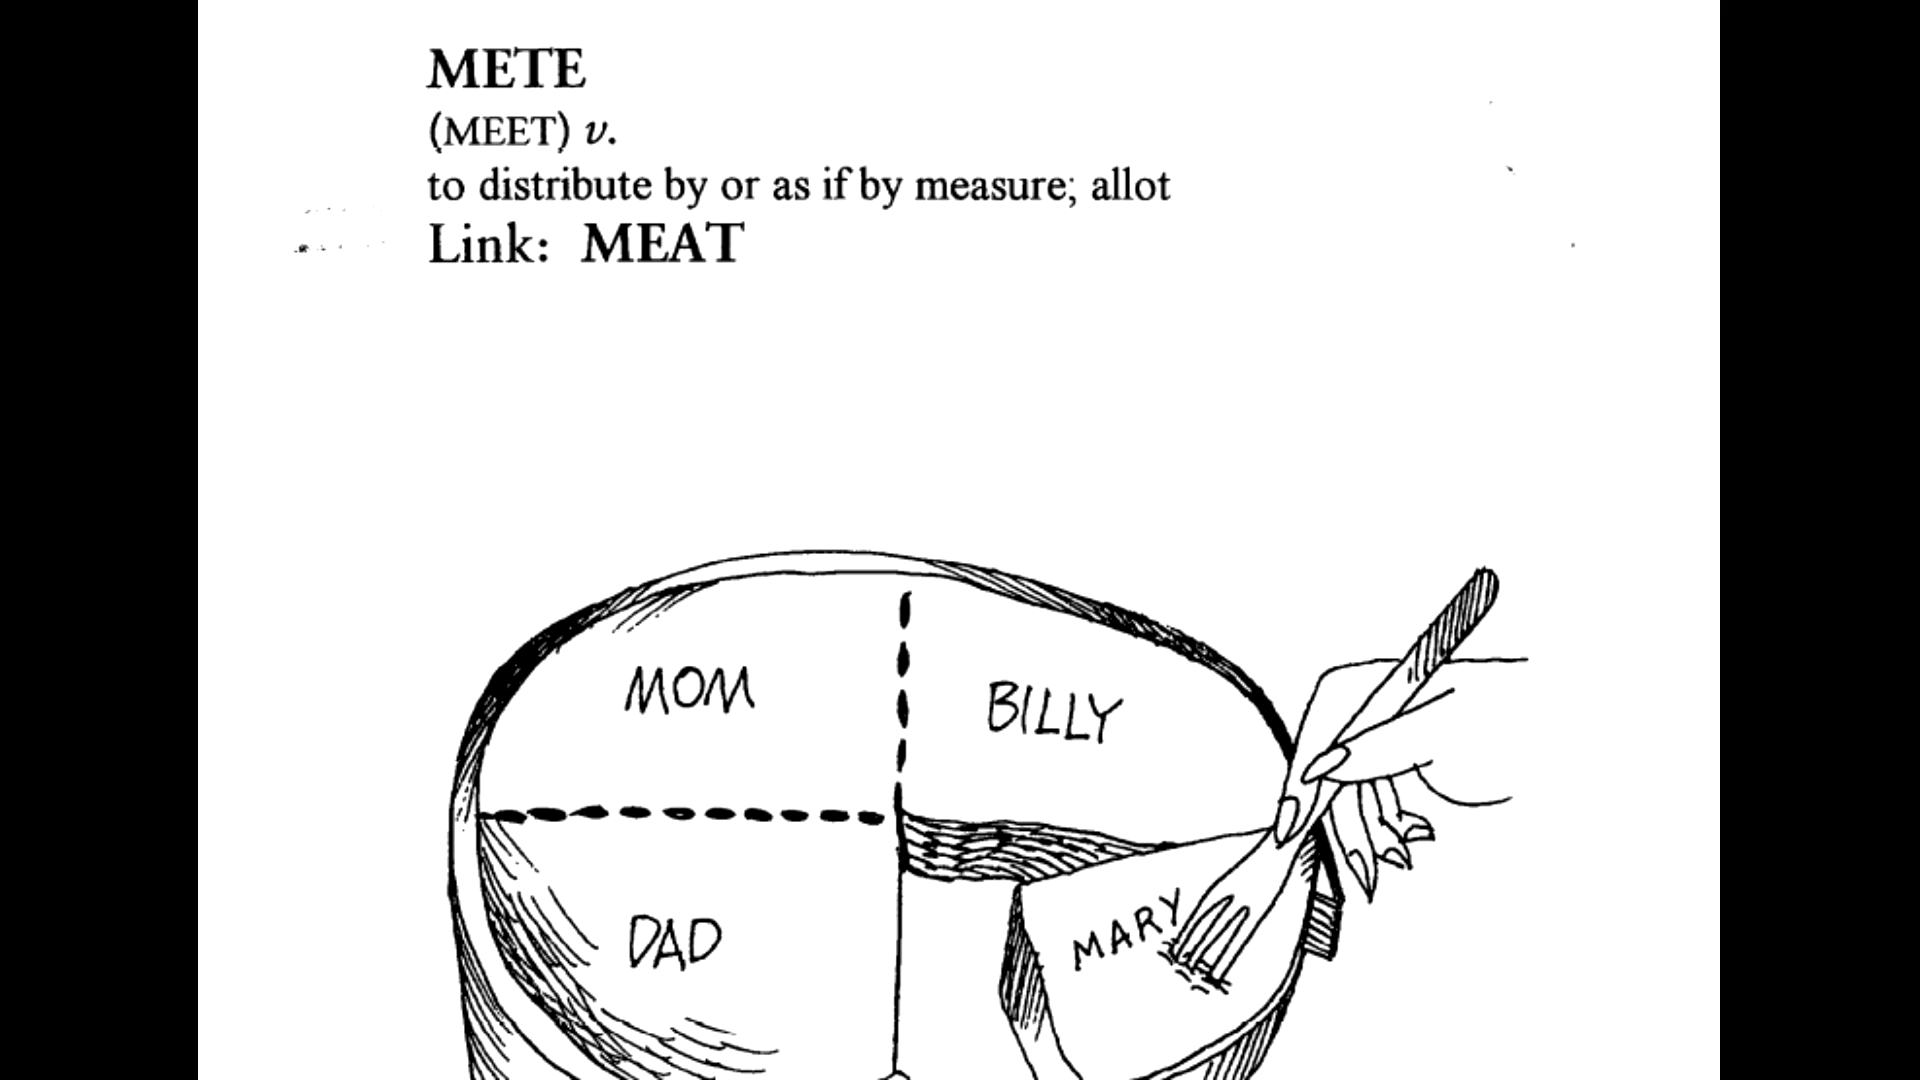 METE
(MEET) v.
to distribute by or as if by measure; allot
Link: MEAT
MOM
BILLY
DAD
MARY